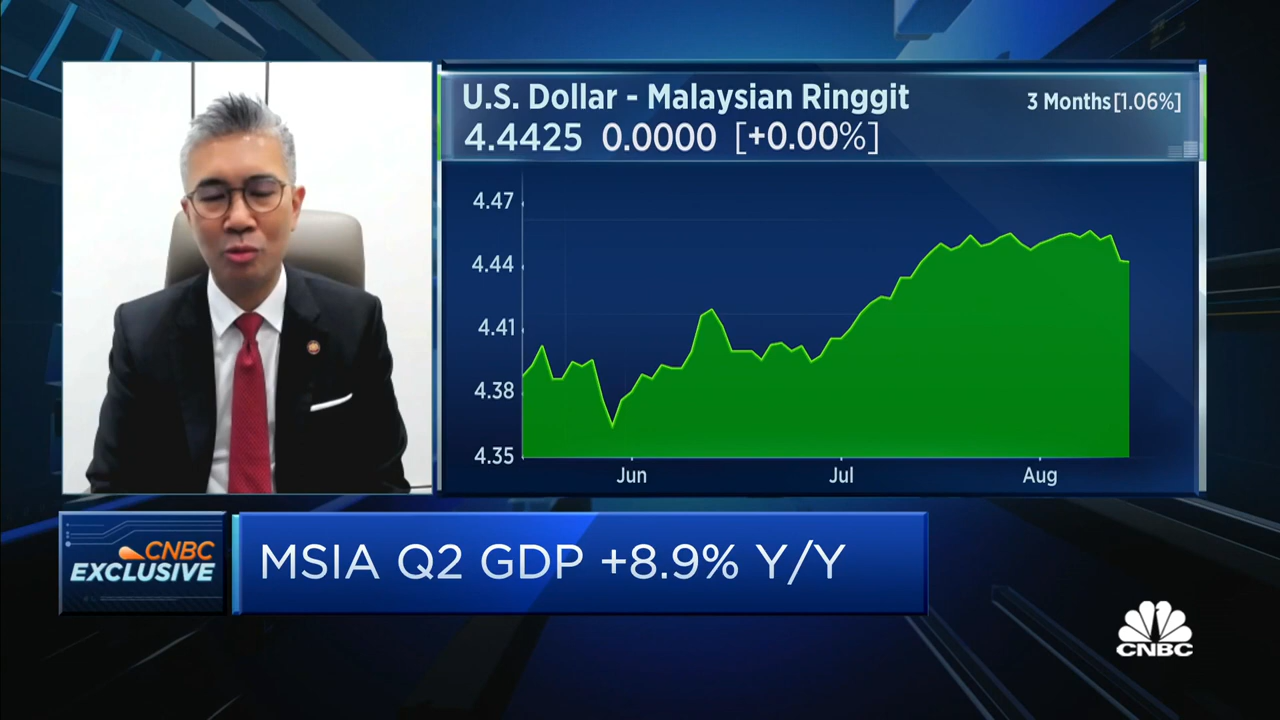 U.S. Dollar - Malaysian Ringgit
3 Months[1.06%]
4.4425 0.0000 [+0.00%]
4.47
4.44
4.41
4.38
4.35
Jun Jul Aug
CNBC
EXCLUSIVE
MSIA Q2 GDP +8.9% Y/Y
CNBC